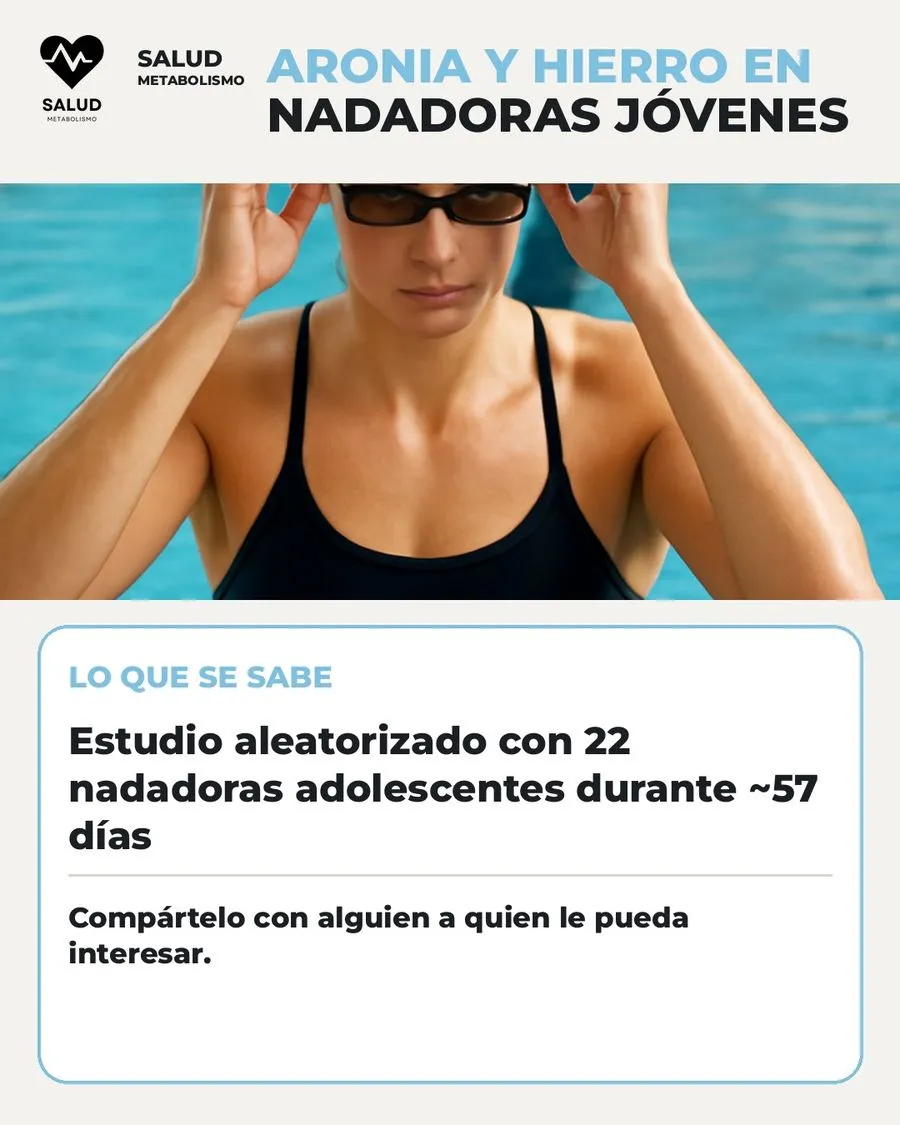 SALUD
METABOLISMO
SALUD
METABOLISMO
ARONIA Y HIERRO EN
NADADORAS JÓVENES
LO QUE SE SABE
Estudio aleatorizado con 22
nadadoras adolescentes durante ~57
días
Compártelo con alguien a quien le pueda
interesar.